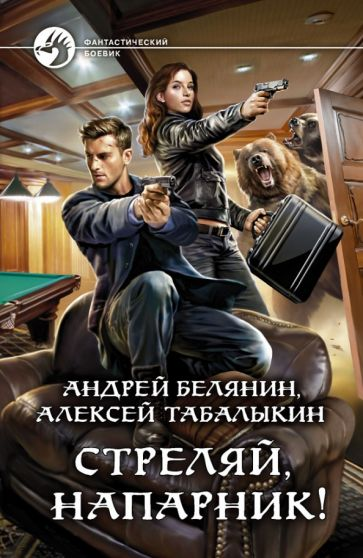 ФАНТАСТИЧЕСКИЙ
БОЕВИК
АНДРЕЙ БЕЛЯНИН,
АЛЕКСЕЙ ТАБАЛЫКИН
СТРЕЛЯЙ,
НАПАРНИК!